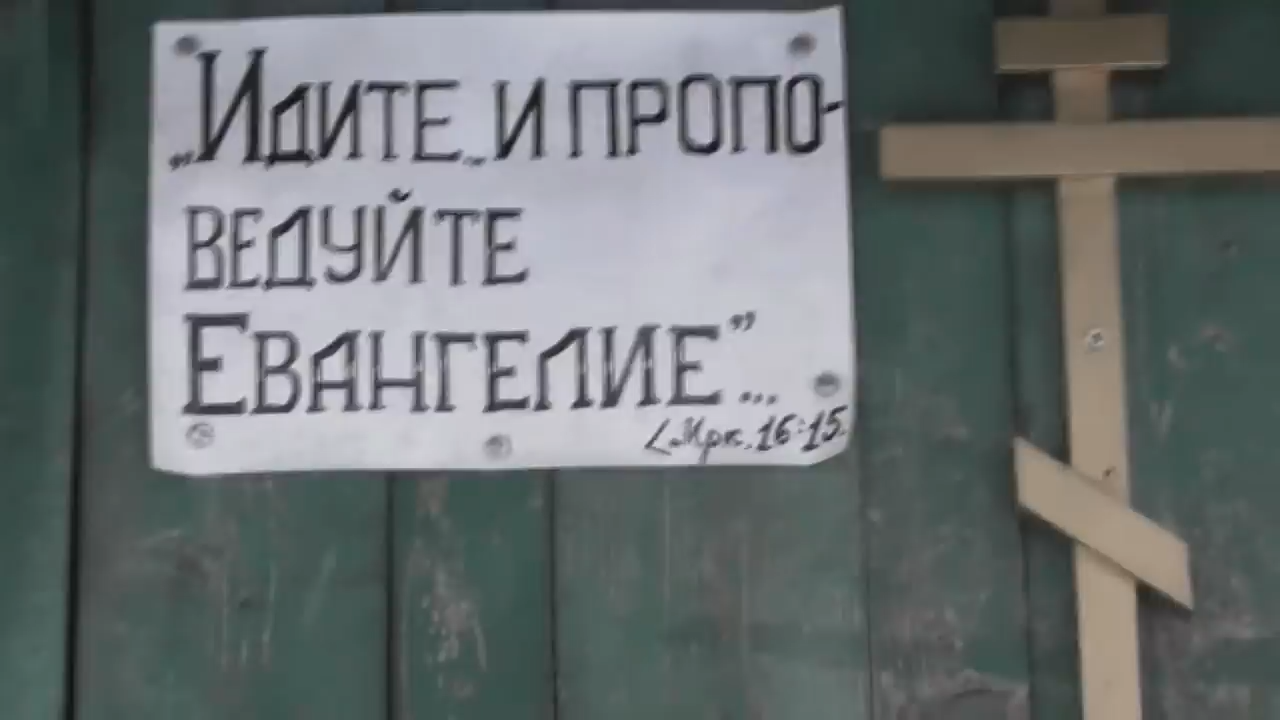 „Идите.. и пропо-
ведуйте
Евангелие”...
Мрк. 16:15.